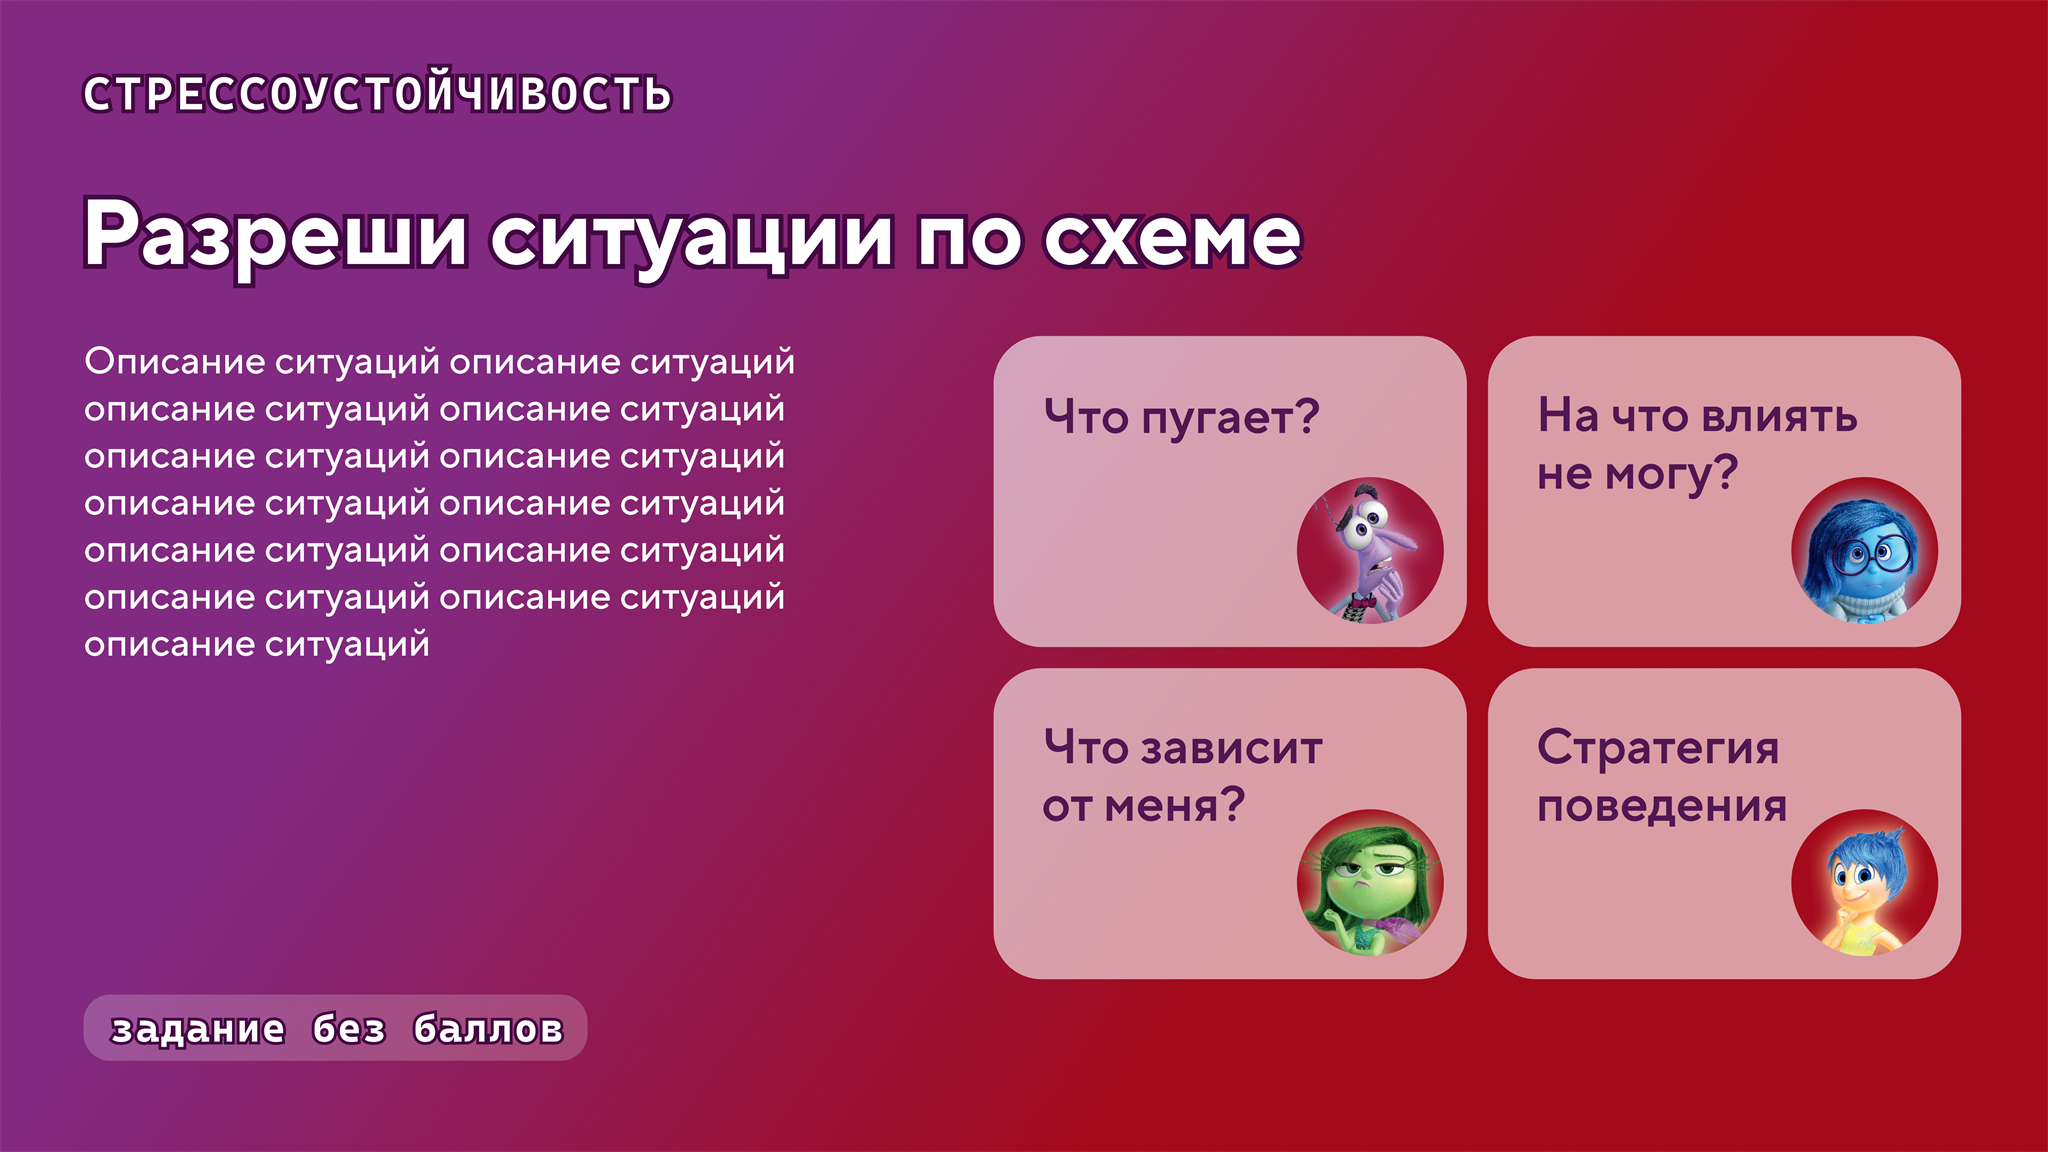 СТРЕССОУСТОЙЧИВОСТЬ
Разреши ситуации по схеме
Описание ситуаций описание ситуаций
описание ситуаций описание ситуаций
описание ситуаций описание ситуаций
описание ситуаций описание ситуаций
описание ситуаций описание ситуаций
описание ситуаций описание ситуаций
описание ситуаций
Что пугает?
На что влиять
не могу?
Что зависит
от меня?
Стратегия
поведения
задание без баллов